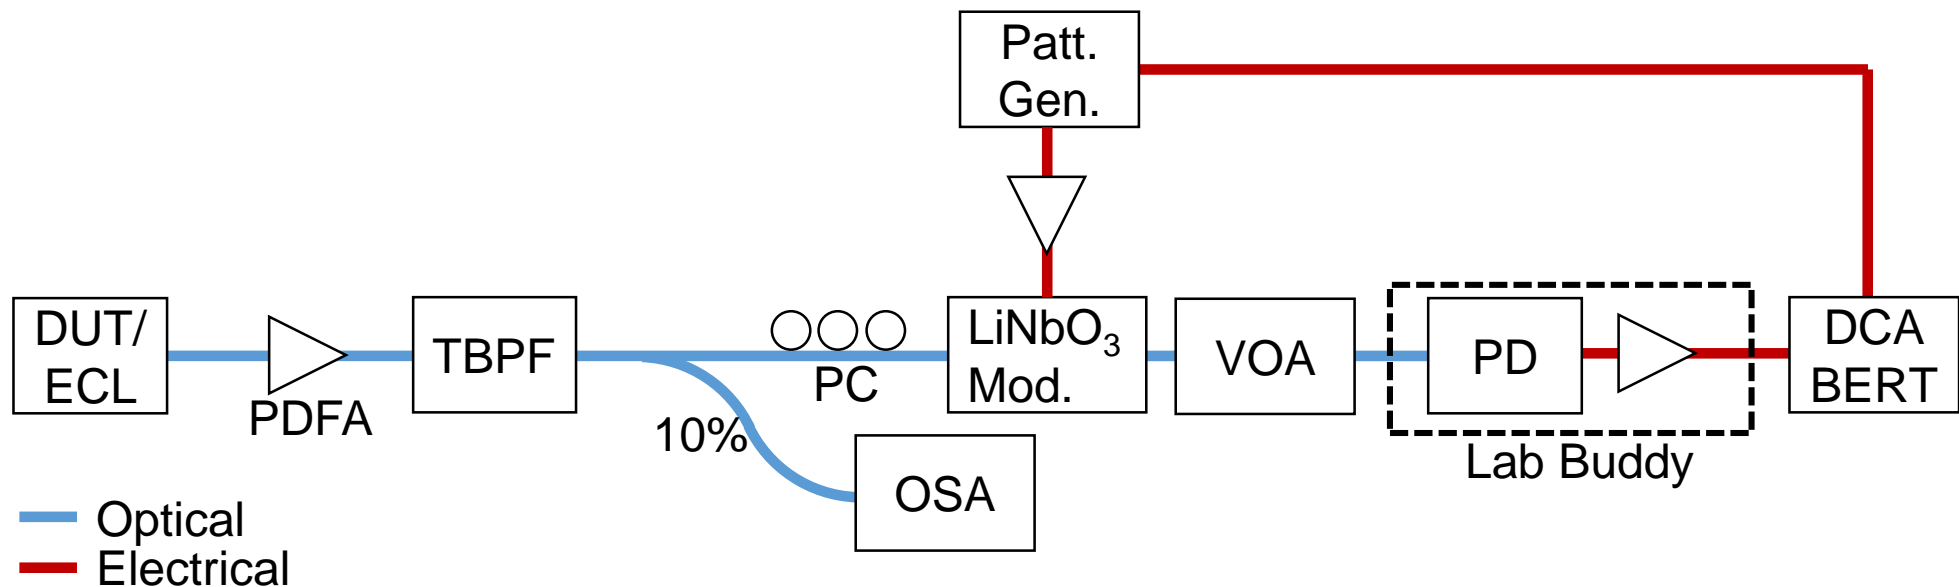 Patt.
Gen.
DUT/
ECL
PDFA
TBPF
10%
PC
OSA
LiNbO₃
Mod.
VOA
PD
Lab Buddy
DCA
BERT
Optical
Electrical